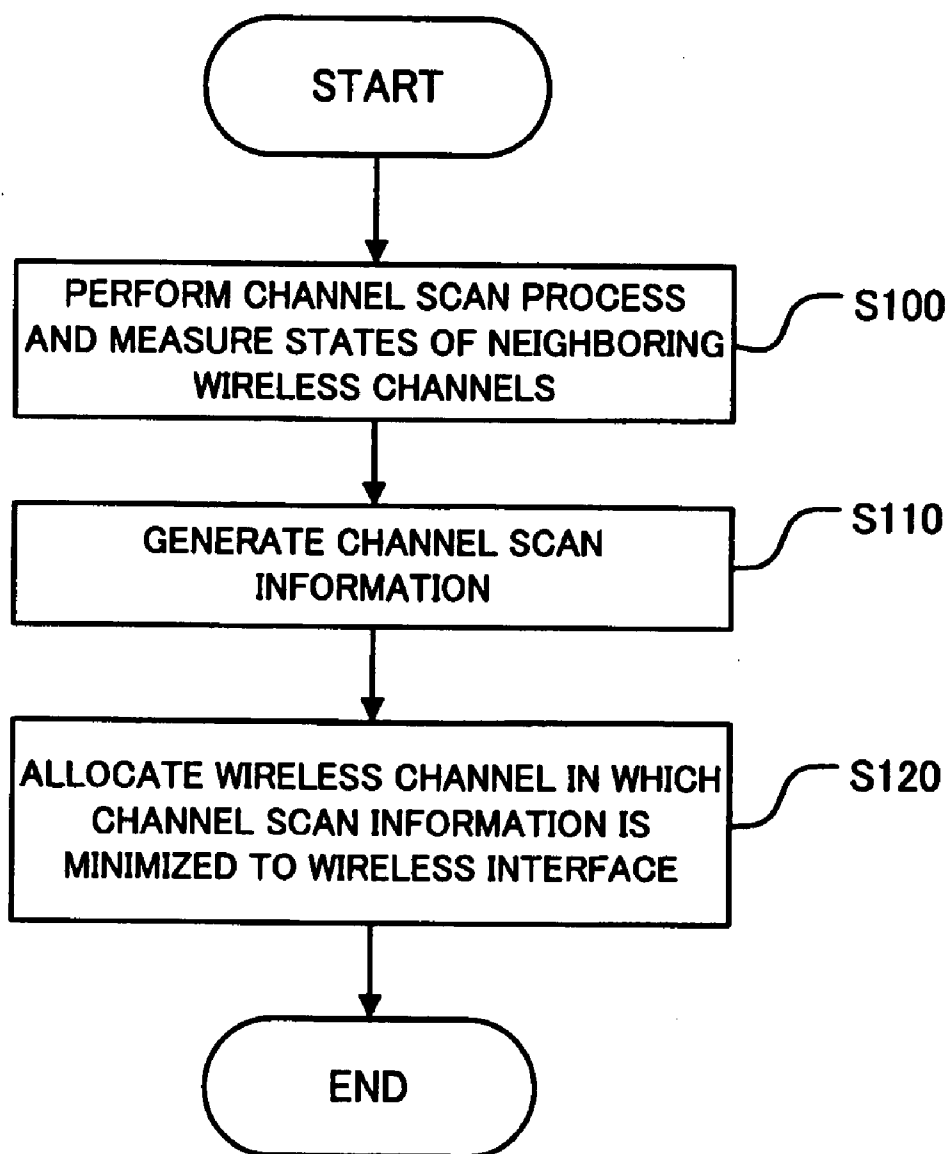 START
PERFORM CHANNEL SCAN PROCESS
AND MEASURE STATES OF NEIGHBORING
WIRELESS CHANNELS
S100
GENERATE CHANNEL SCAN
INFORMATION
S110
ALLOCATE WIRELESS CHANNEL IN WHICH
CHANNEL SCAN INFORMATION IS
MINIMIZED TO WIRELESS INTERFACE
S120
END